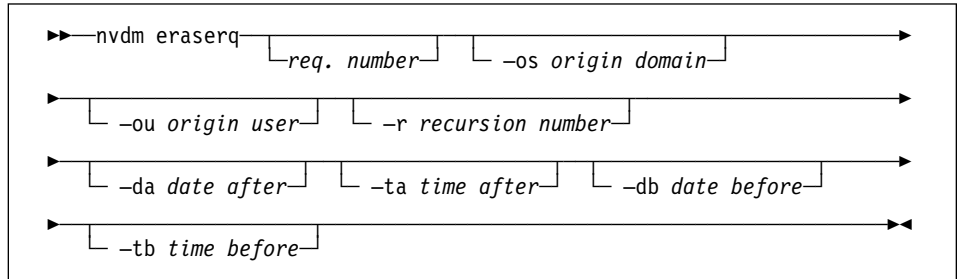 nvdm eraserq
req. number –os origin domain
–ou origin user –r recursion number
–da date after –ta time after –db date before
–tb time before